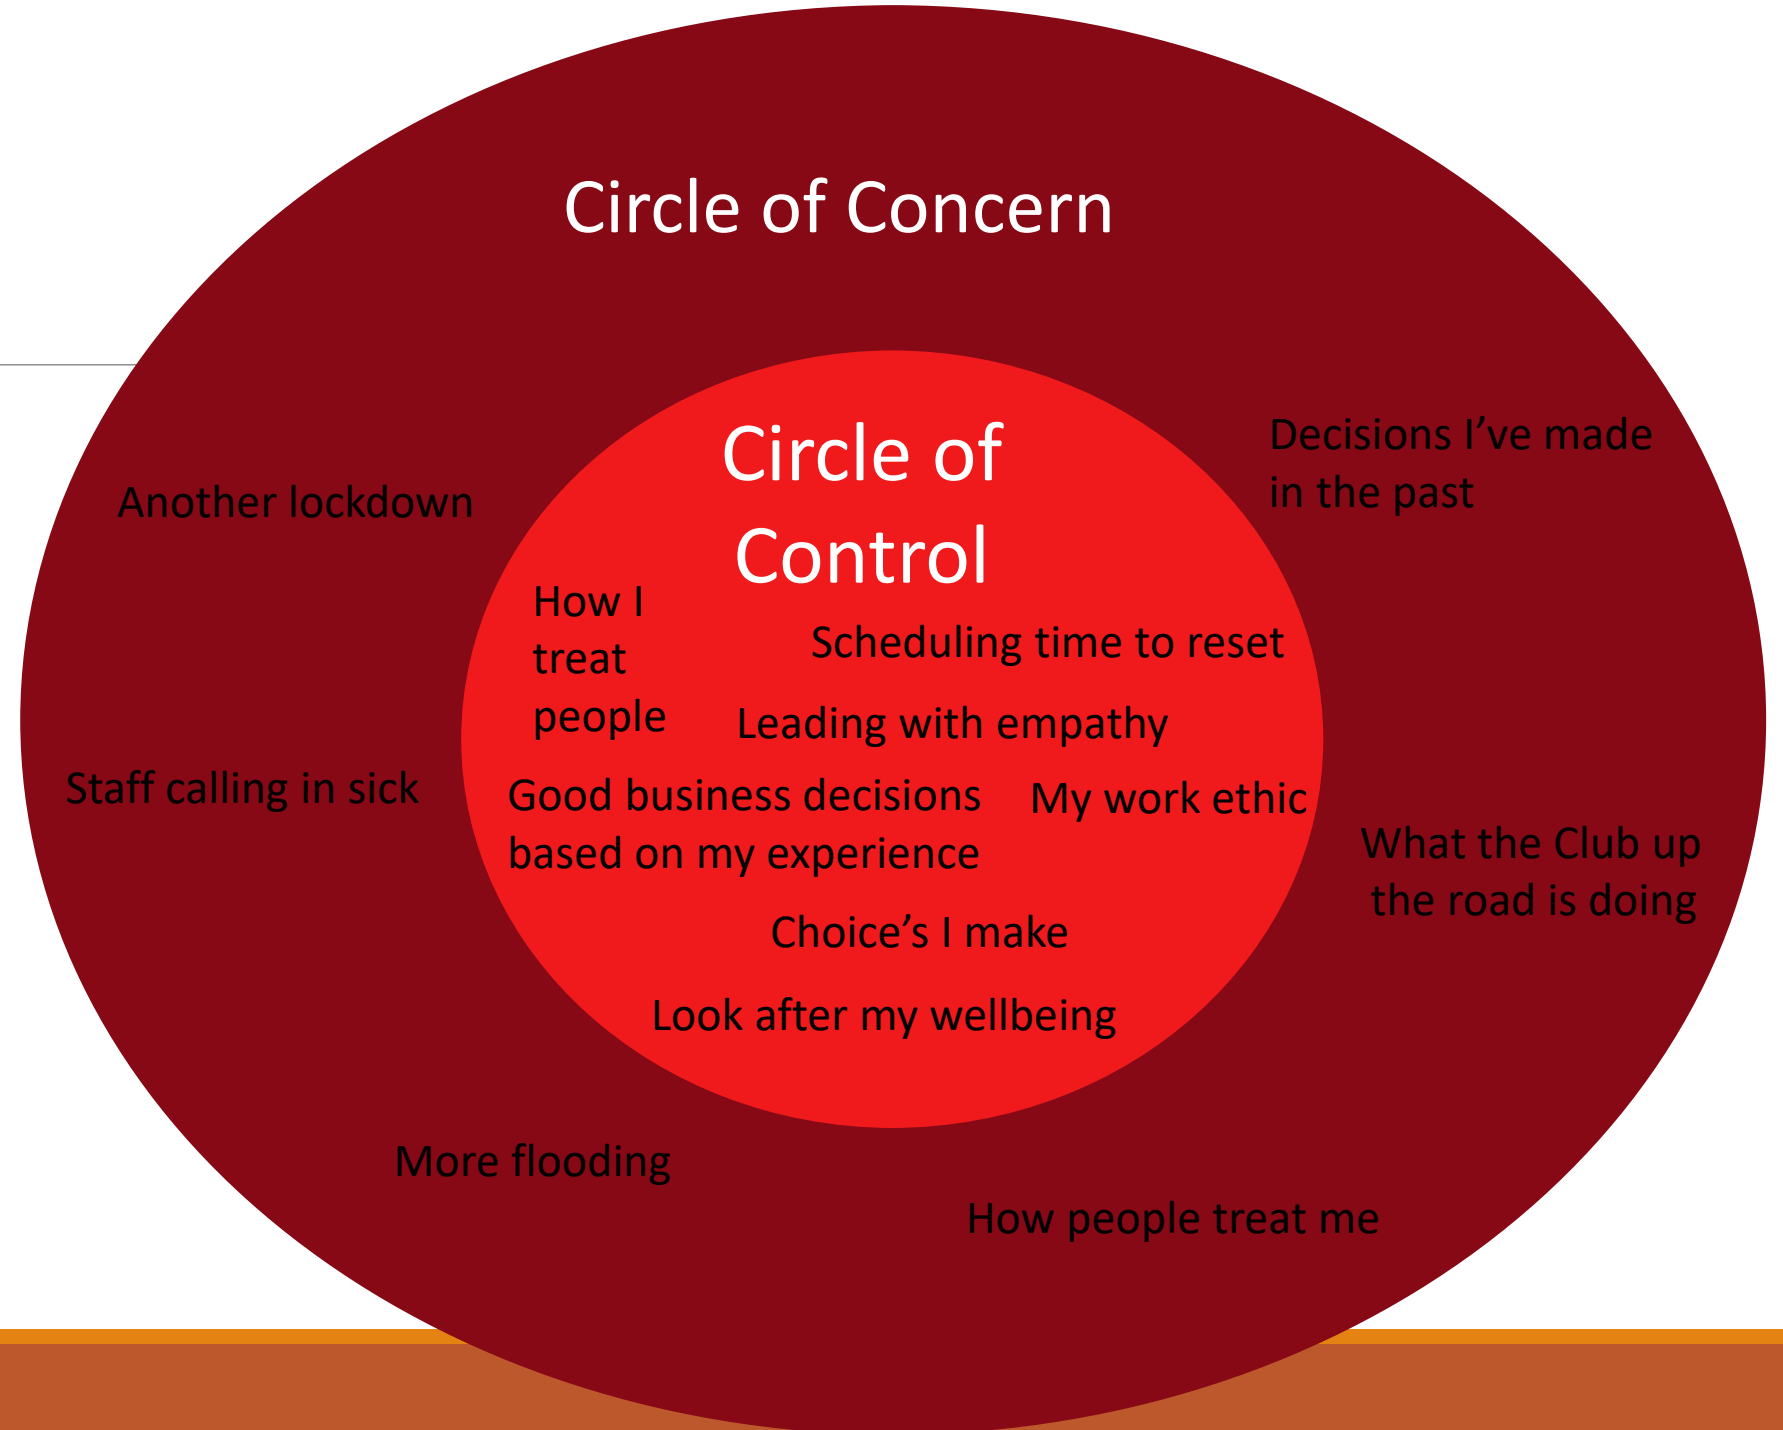 Circle of Concern
Circle of
Control
Decisions I’ve made
in the past
Another lockdown
How I
treat
people
Scheduling time to reset
Leading with empathy
Staff calling in sick
Good business decisions
based on my experience
My work ethic
What the Club up
the road is doing
Choice’s I make
Look after my wellbeing
More flooding
How people treat me